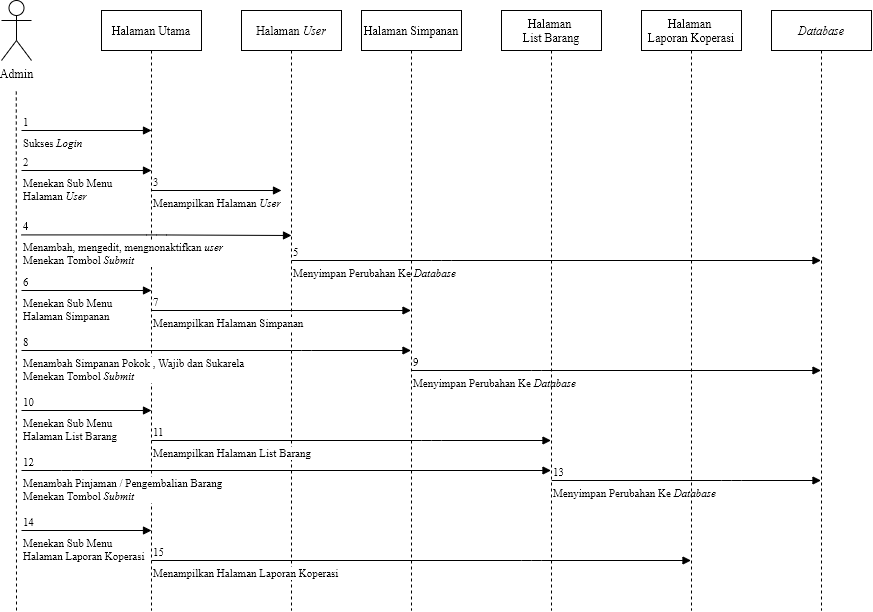 Halaman Utama
Halaman User
Halaman Simpanan
Halaman
List Barang
Halaman
Laporan Koperasi
Database
Admin
1
Sukses Login
2
Menekan Sub Menu
Halaman User
3
Menampilkan Halaman User
4
Menambah, mengedit, mengnonaktifkan user
Menekan Tombol Submit
5
Menyimpan Perubahan Ke Database
6
Menekan Sub Menu
Halaman Simpanan
7
Menampilkan Halaman Simpanan
8
Menambah Simpanan Pokok , Wajib dan Sukarela
Menekan Tombol Submit
9
Menyimpan Perubahan Ke Database
10
Menekan Sub Menu
Halaman List Barang
11
Menampilkan Halaman List Barang
12
Menambah Pinjaman / Pengembalian Barang
Menekan Tombol Submit
13
Menyimpan Perubahan Ke Database
14
Menekan Sub Menu
Halaman Laporan Koperasi
15
Menampilkan Halaman Laporan Koperasi